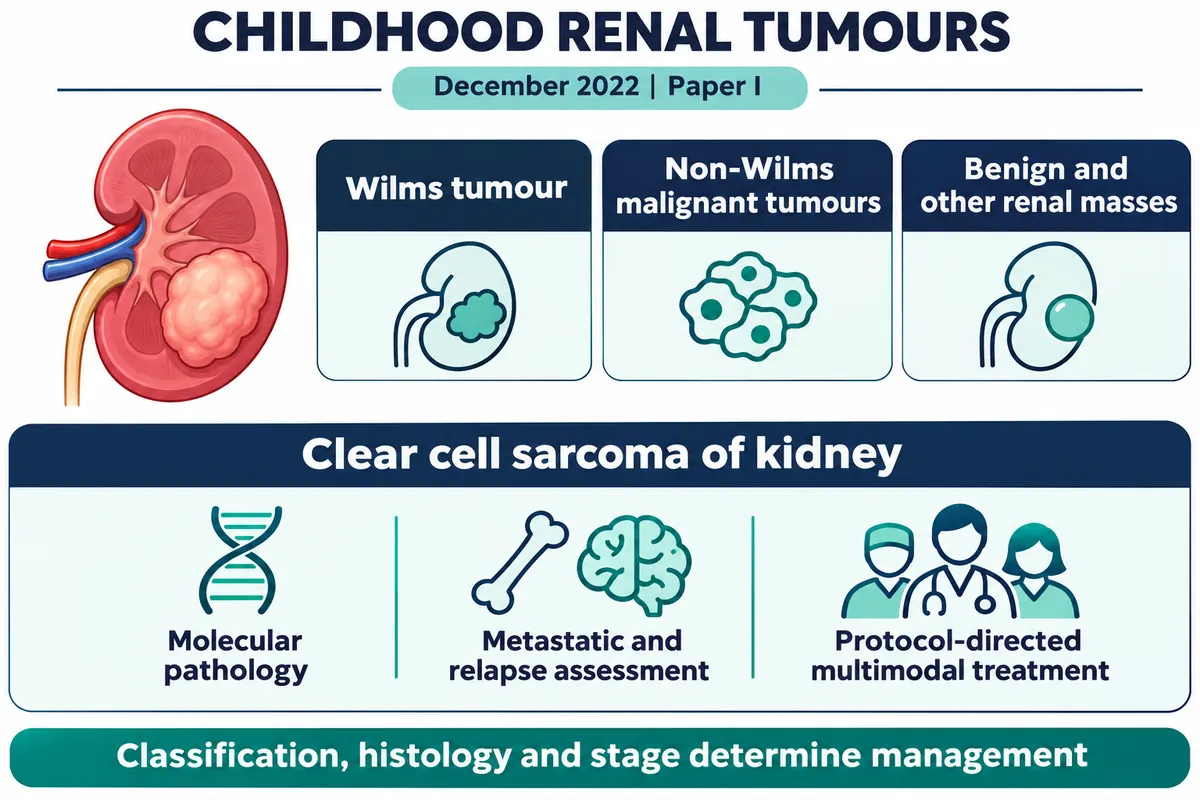 CHILDHOOD RENAL TUMOURS
December 2022 | Paper I
Wilms tumour
Non-Wilms
malignant tumours
Benign and
other renal masses
Clear cell sarcoma of kidney
Molecular
pathology
Metastatic and
relapse assessment
Protocol-directed
multimodal treatment
Classification, histology and stage determine management